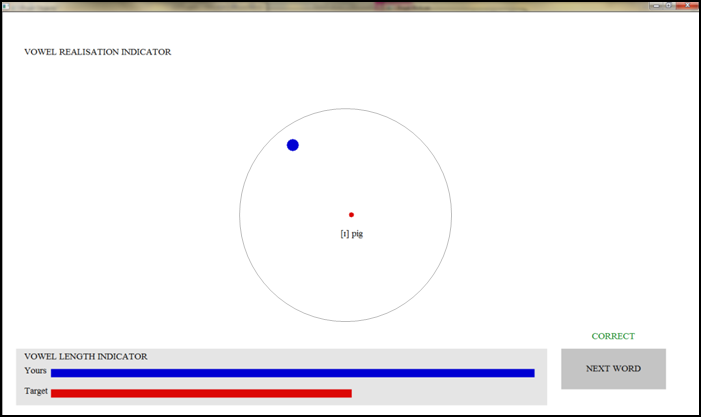 VOWEL REALISATION INDICATOR
[ɪ] pig
CORRECT
VOWEL LENGTH INDICATOR
Yours
Target
NEXT WORD